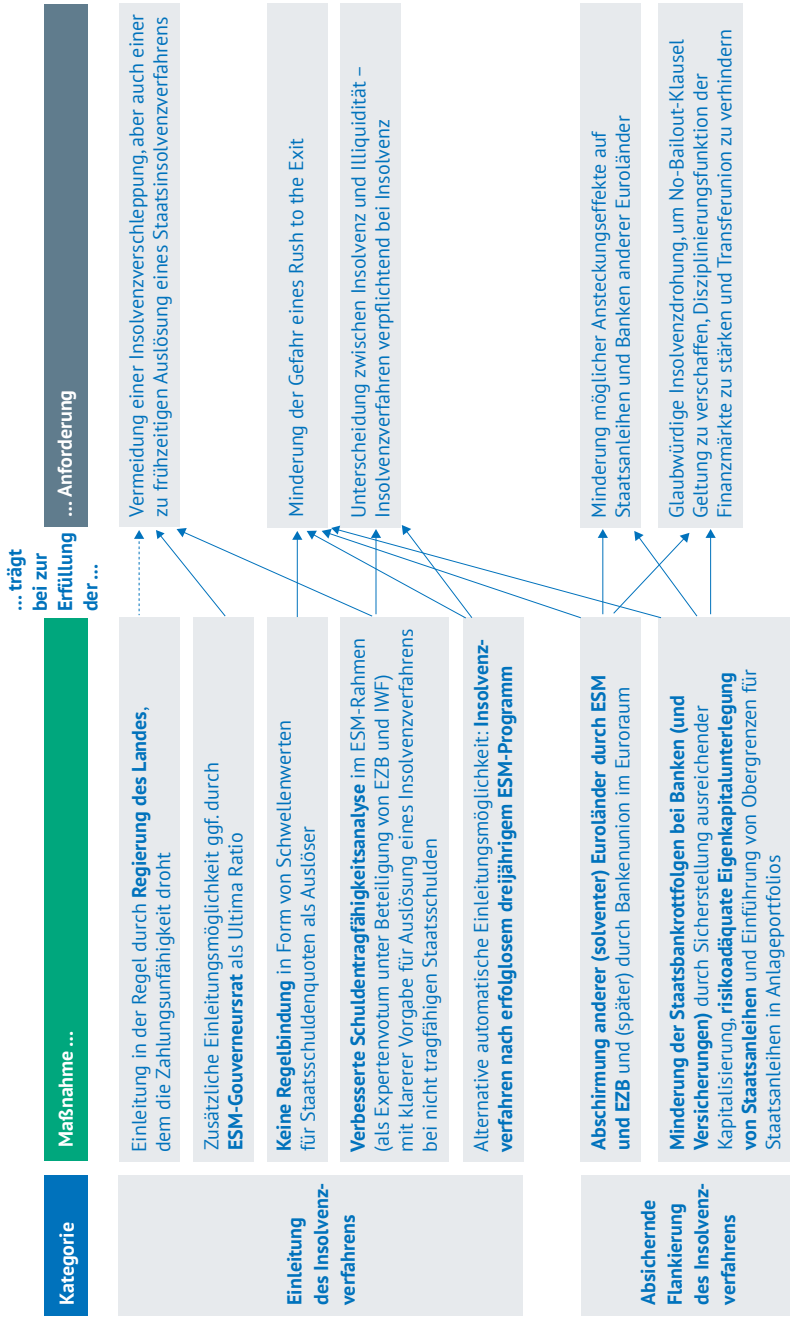 Kategorie
Maßnahme ...
... trägt
bei zur
Erfüllung
der ...
... Anforderung
Einleitung
des Insolvenz-
verfahrens
Einleitung in der Regel durch Regierung des Landes,
dem die Zahlungsunfähigkeit droht
Zusätzliche Einleitungsmöglichkeit ggf. durch
ESM-Gouverneursrat als Ultima Ratio
Keine Regelbindung in Form von Schwellenwerten
für Staatsschuldenquoten als Auslöser
Verbesserte Schuldentragfähigkeitsanalyse im ESM-Rahmen
(als Expertenvotum unter Beteiligung von EZB und IWF)
mit klarerer Vorgabe für Auslösung eines Insolvenzverfahrens
bei nicht tragfähigen Staatsschulden
Alternative automatische Einleitungsmöglichkeit: Insolvenz-
verfahren nach erfolglosem dreijährigem ESM-Programm
Vermeidung einer Insolvenzverschleppung, aber auch einer
zu frühzeitigen Auslösung eines Staatsinsolvenzverfahrens
Minderung der Gefahr eines Rush to the Exit
Unterscheidung zwischen Insolvenz und Illiquidität –
Insolvenzverfahren verpflichtend bei Insolvenz
Absichernde
Flankierung
des Insolvenz-
verfahrens
Abschirmung anderer (solventer) Euroländer durch ESM
und EZB und (später) durch Bankenunion im Euroraum
Minderung der Staatsbankrottfolgen bei Banken (und
Versicherungen) durch Sicherstellung ausreichender
Kapitalisierung, risikoadäquate Eigenkapitalunterlegung
von Staatsanleihen und Einführung von Obergrenzen für
Staatsanleihen in Anlageportfolios
Minderung möglicher Ansteckungseffekte auf
Staatsanleihen und Banken anderer Euroländer
Glaubwürdige Insolvenzdrohung, um No-Bailout-Klausel
Geltung zu verschaffen, Disziplinierungsfunktion der
Finanzmärkte zu stärken und Transferunion zu verhindern